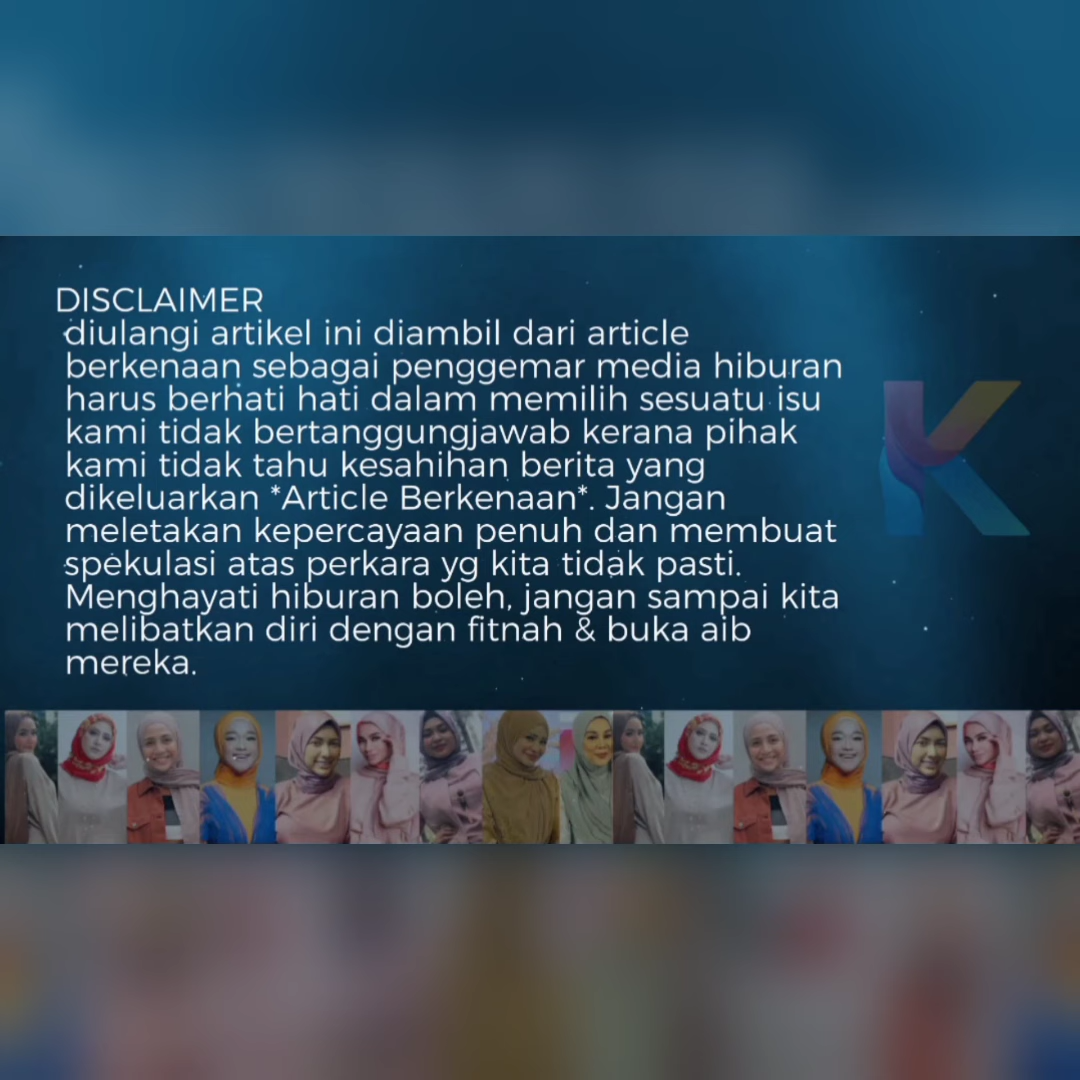 DISCLAIMER
diulangi artikel ini diambil dari article
berkenaan sebagai penggemar media hiburan
harus berhati hati dalam memilih sesuatu isu
kami tidak bertanggungjawab kerana pihak
kami tidak tahu kesahihan berita yang
dikeluarkan *Article Berkenaan*. Jangan
meletakan kepercayaan penuh dan membuat
spekulasi atas perkara yg kita tidak pasti.
Menghayati hiburan boleh, jangan sampai kita
melibatkan diri dengan fitnah & buka aib
mereka.
K